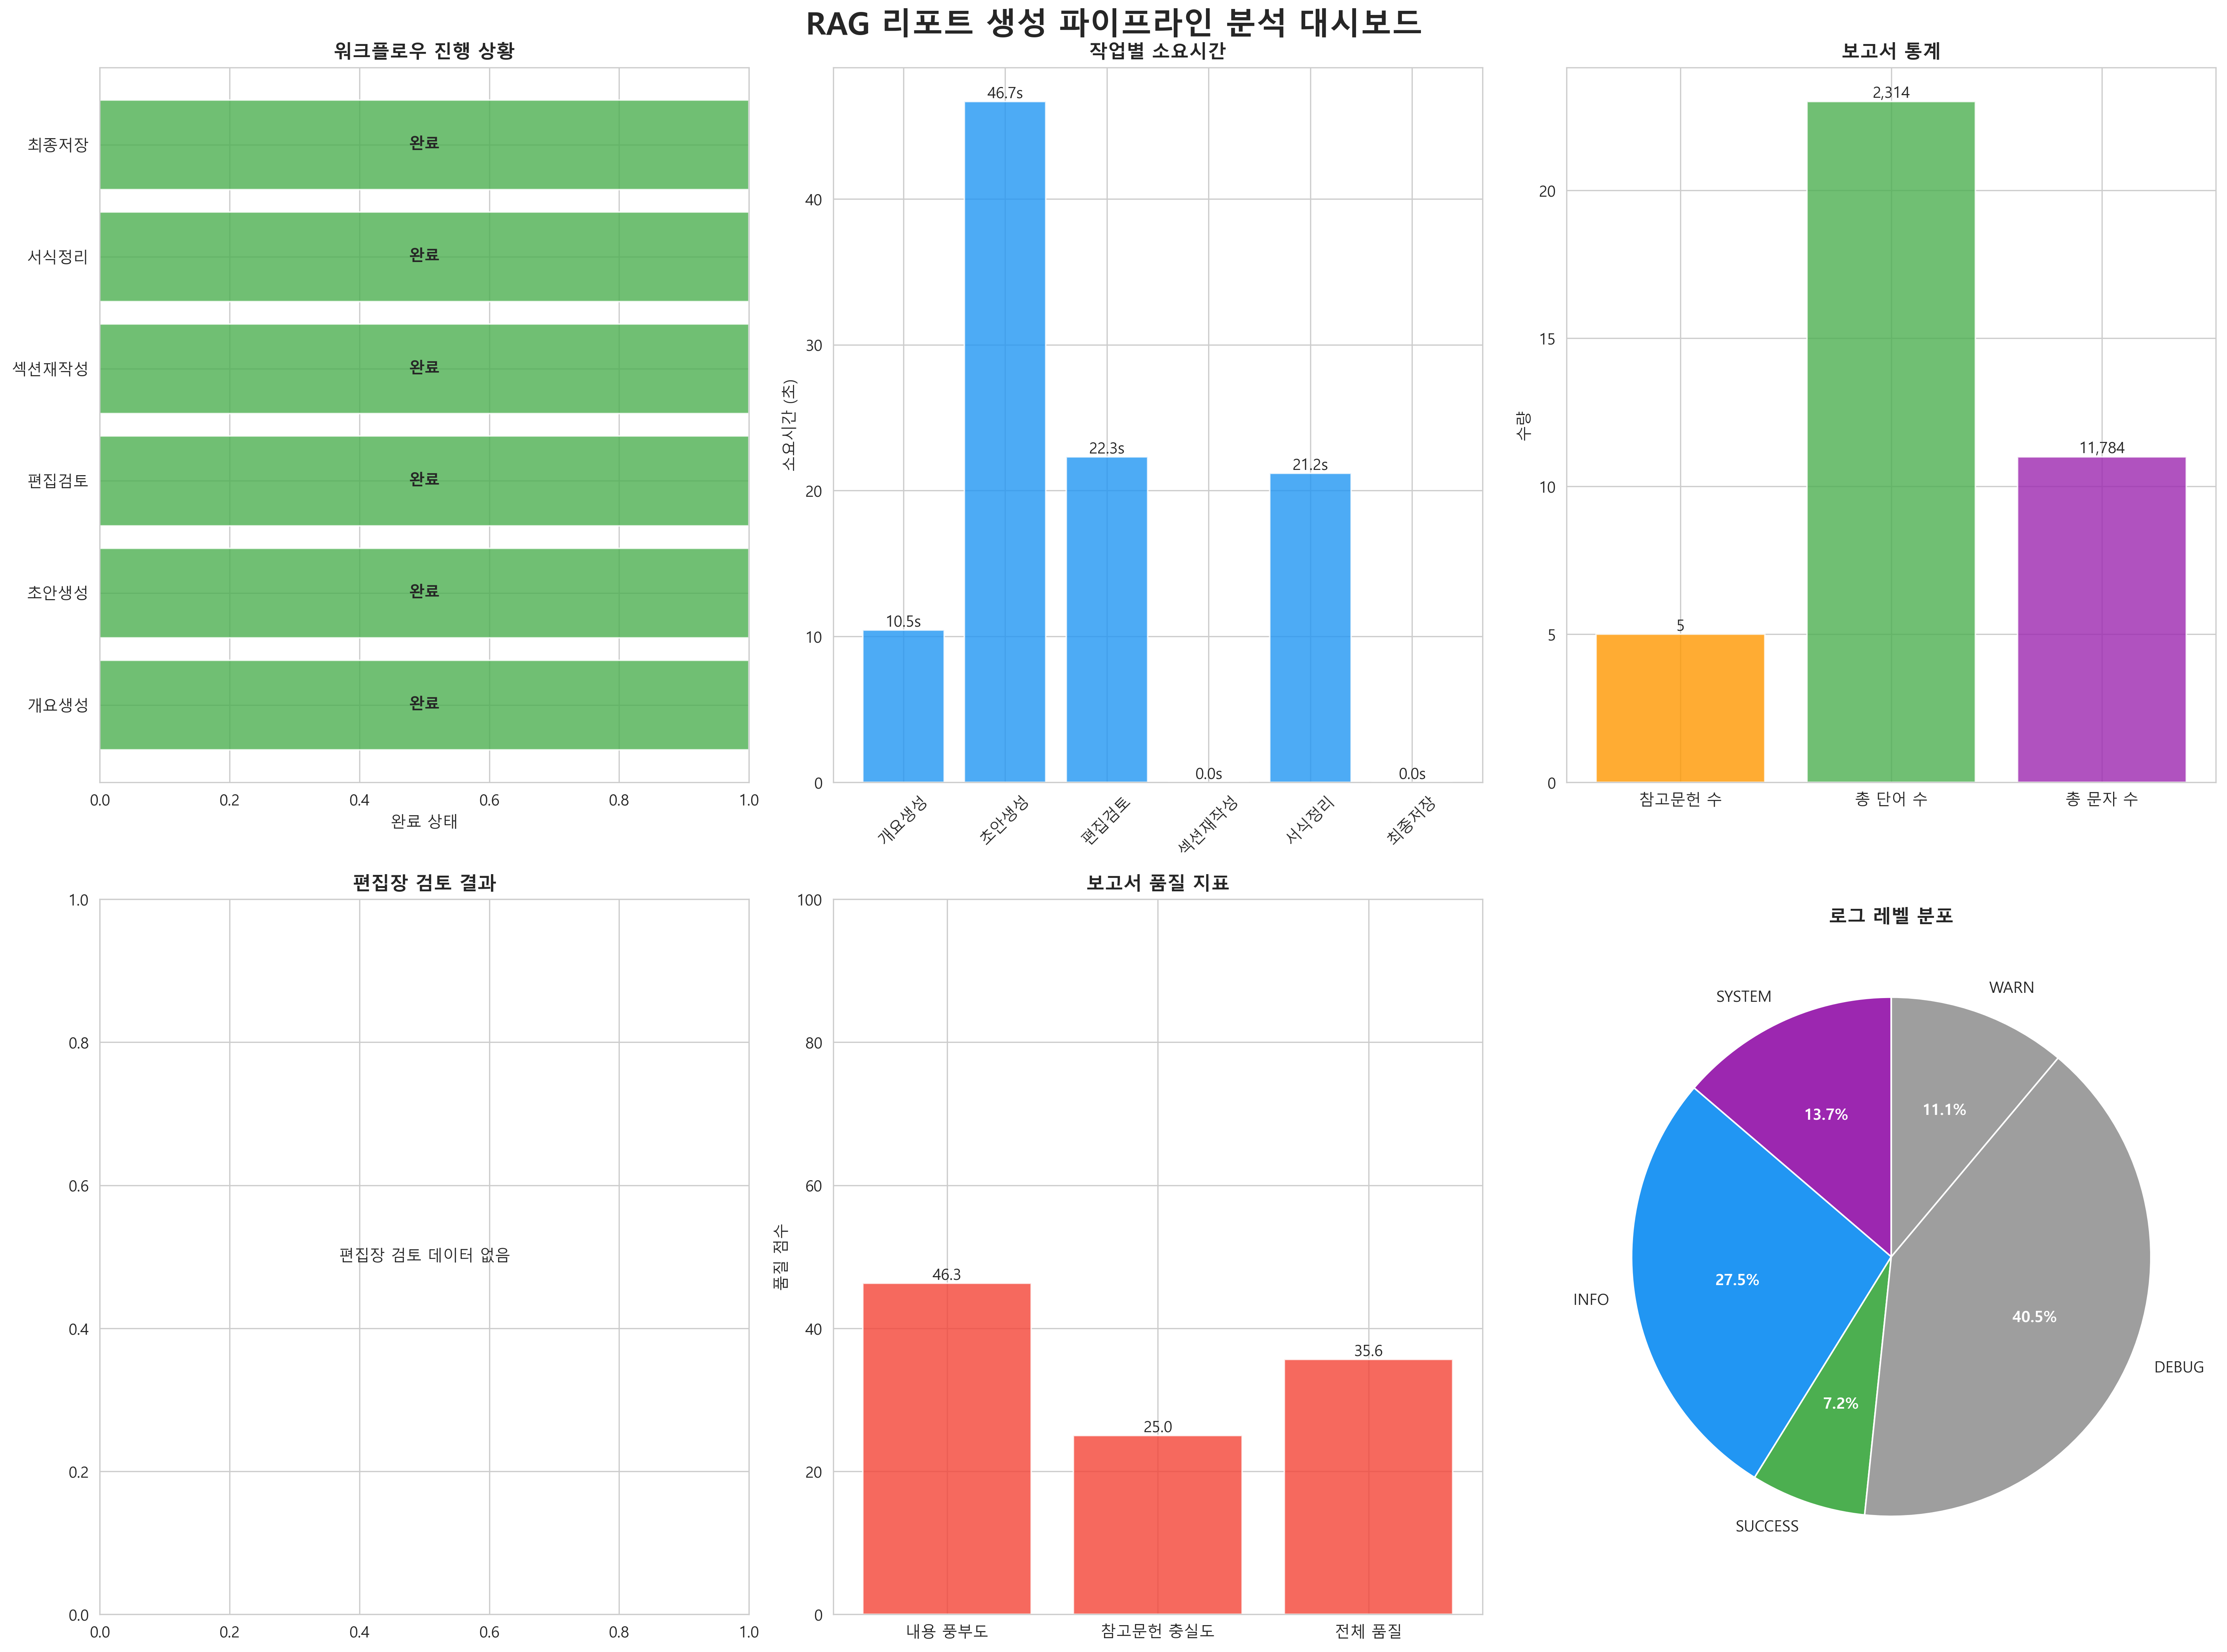 RAG 리포트 생성 파이프라인 분석 대시보드
워크플로우 진행 상황
최종저장
완료
서식정리
완료
섹션재작성
완료
편집검토
완료
초안생성
완료
개요생성
완료
0.0 0.2 0.4 0.6 0.8 1.0
완료 상태
작업별 소요시간
소요시간 (초)
40
30
20
10
0
10.5s
46.7s
22.3s
0.0s
21.2s
0.0s
개요생성
초안생성
편집검토
섹션재작성
서식정리
최종저장
보고서 통계
수량
20
15
10
5
0
5
2,314
11,784
참고문헌 수
총 단어 수
총 문자 수
편집장 검토 결과
1.0
0.8
0.6
0.4
0.2
0.0
편집장 검토 데이터 없음
0.0 0.2 0.4 0.6 0.8 1.0
보고서 품질 지표
품질 점수
100
80
60
40
20
0
46.3
25.0
35.6
내용 풍부도
참고문헌 충실도
전체 품질
로그 레벨 분포
SYSTEM
13.7%
WARN
11.1%
INFO
27.5%
DEBUG
40.5%
SUCCESS
7.2%